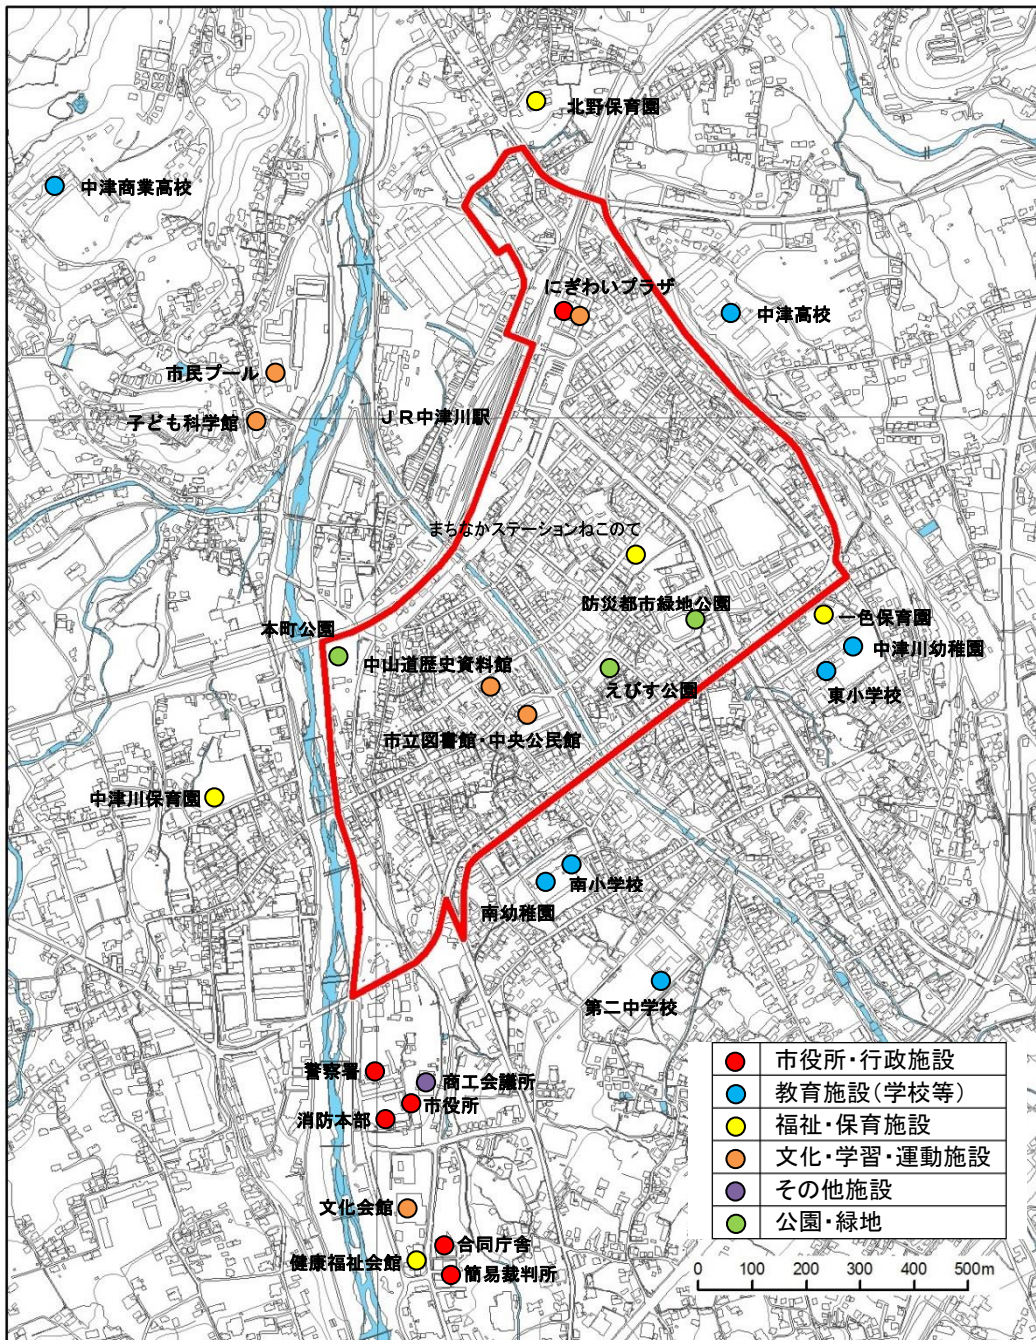 北野保育園
中津商業高校
にぎわいプラザ
中津高校
市民プール
子ども科学館
JR中津川駅
まちなかステーションねこのて
防災都市緑地公園
一色保育園
本町公園
中津川幼稚園
中山道歴史資料館
えびす公園
東小学校
市立図書館・中央公民館
中津川保育園
南小学校
南幼稚園
第二中学校
警察署
商工会議所
市役所
消防本部
文化会館
合同庁舎
健康福祉会館
簡易裁判所
市役所・行政施設
教育施設(学校等)
福祉・保育施設
文化・学習・運動施設
その他施設
公園・緑地
0 100 200 300 400 500m